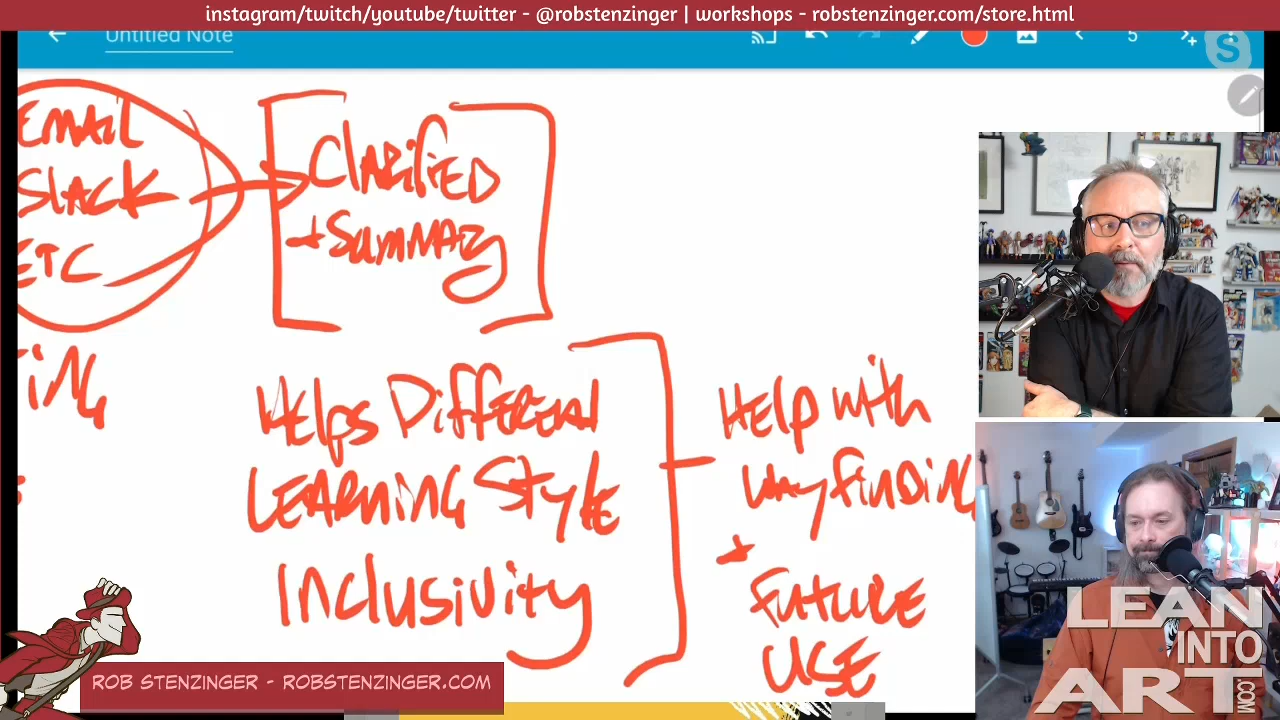 instagram/twitch/youtube/twitter - @robstenzinger | workshops - robstenzinger.com/store.html
Untitled Note
5
EMAIL
SLACK
ETC
Clarified
+ Summary
Helps Different
Learning Style
Inclusivity
Help with
Wayfinding
+
Future
Use
ROB STENZINGER - ROBSTENZINGER.COM
LEAN
INTO
ART
.COM